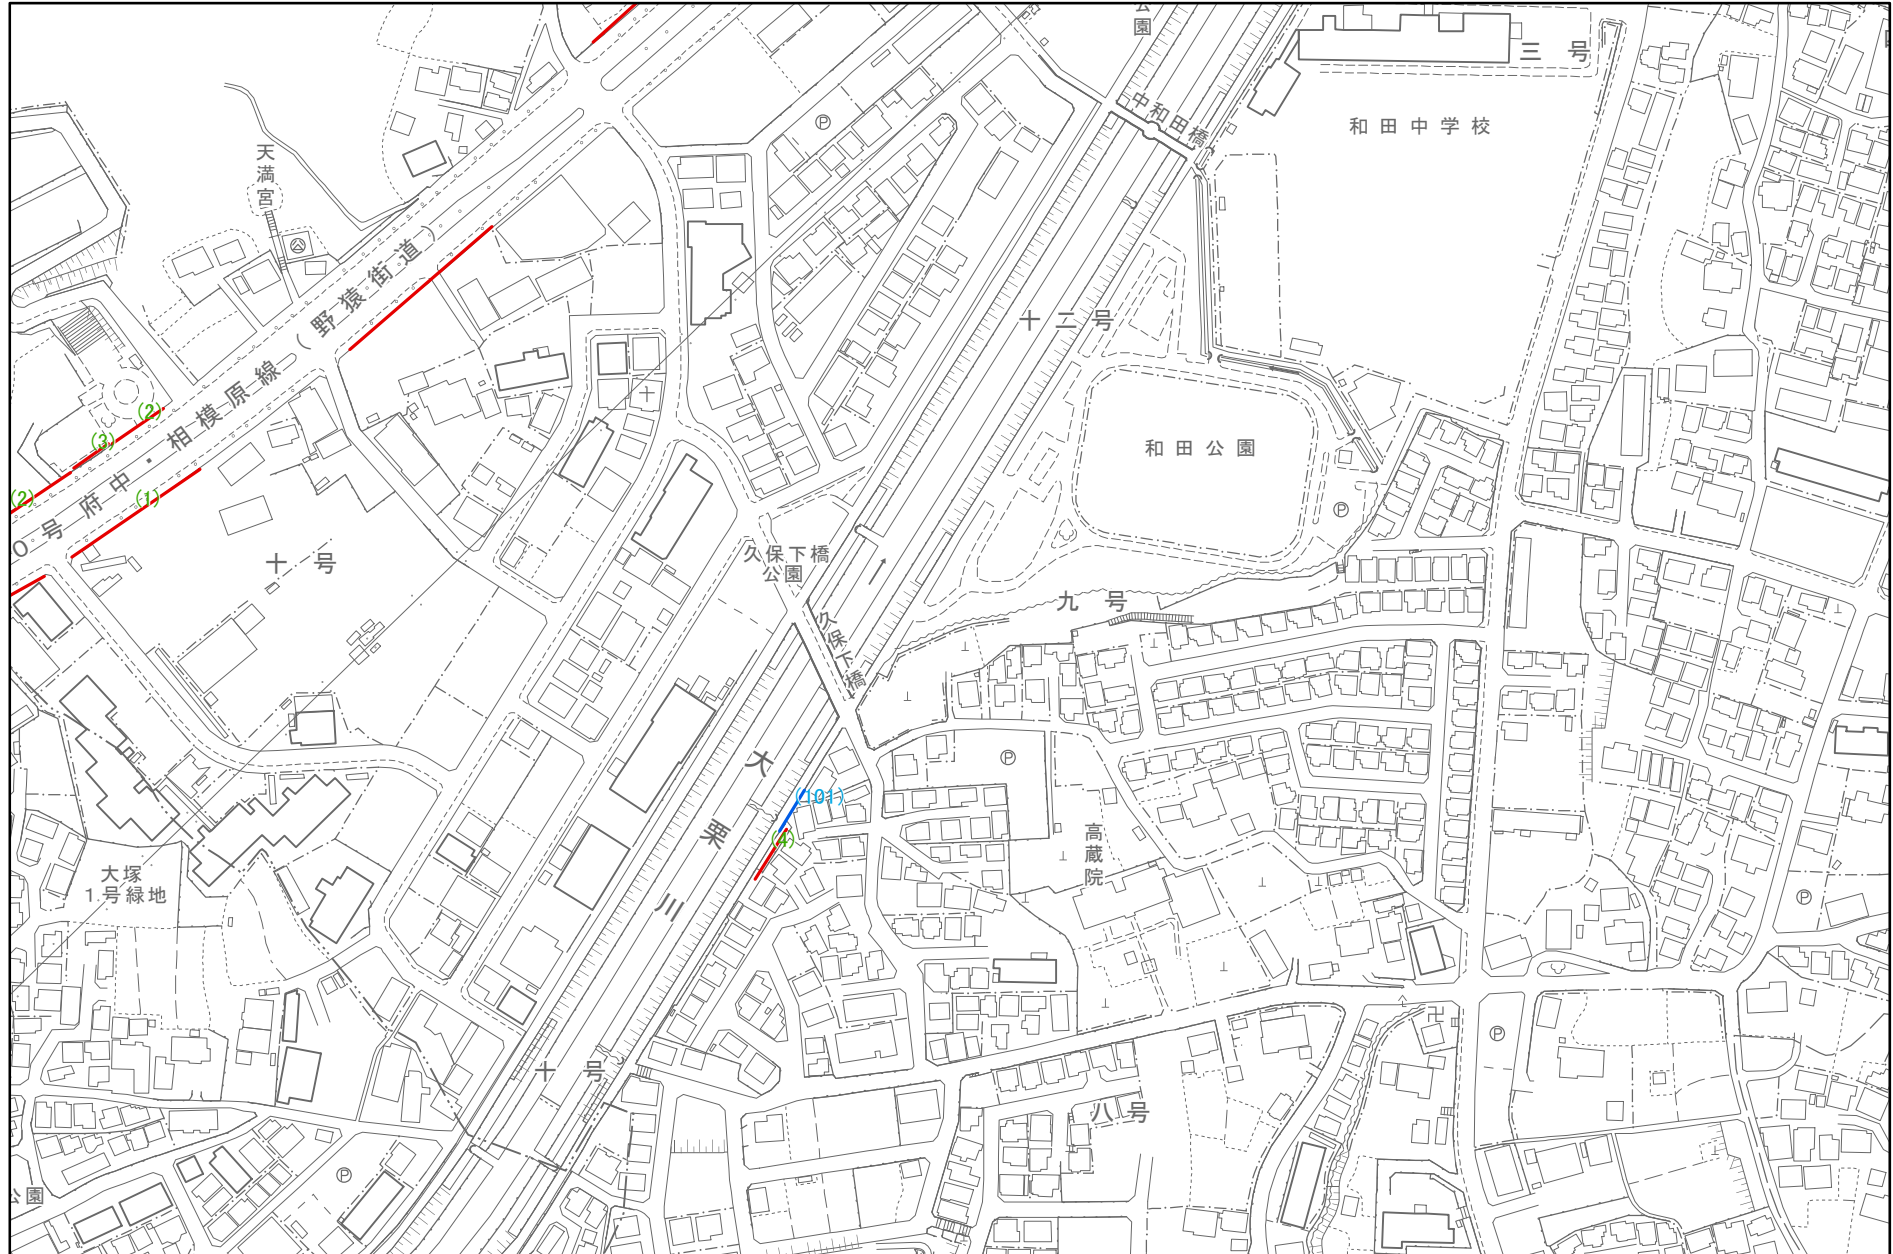 公
園
三号
中和田橋
和田中学校
天満宮
Ⓟ
十二号
(野猿街道)
0号 府中・相模原線
(2)
(3)
(2)
(1)
和田公園
Ⓟ
十号
久保下橋
公園
九号
久保下橋
大栗川
Ⓟ
(101)
(4)
高蔵院
大塚
1号緑地
Ⓟ
Ⓟ
十号
八号
Ⓟ
公園